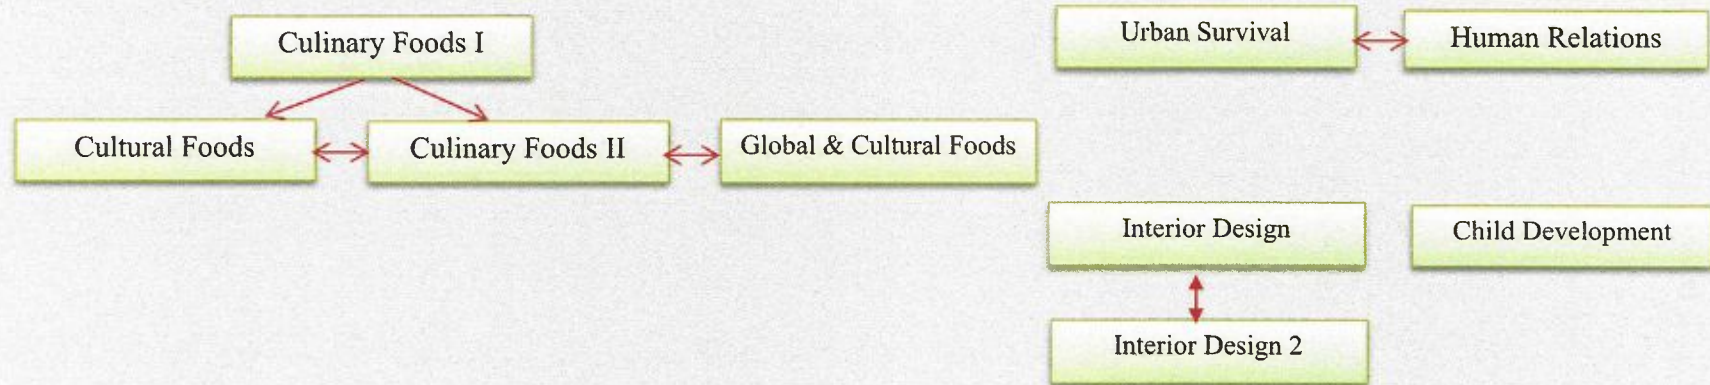 Culinary Foods I
Urban Survival
Human Relations
Cultural Foods
Culinary Foods II
Global & Cultural Foods
Interior Design
Child Development
Interior Design 2